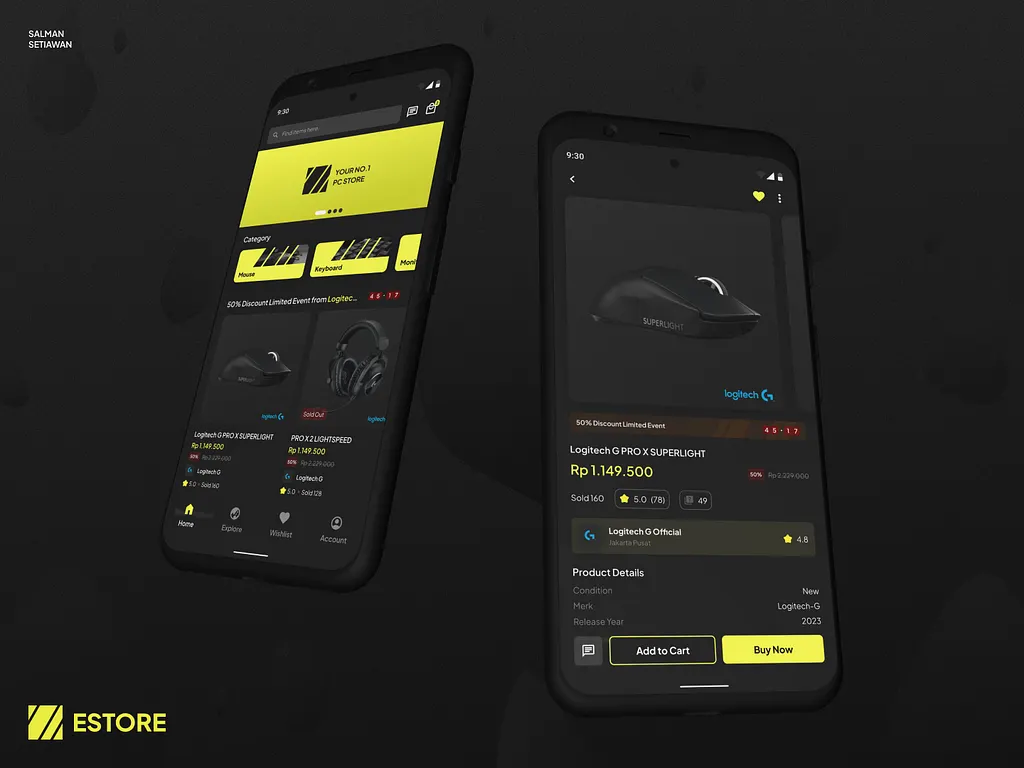 SALMAN
SETIAWAN
9:30
Find items here
YOUR NO.1
PC STORE
Category
Mouse
Keyboard
Moni
50% Discount Limited Event from Logitec...
45·17
SUPERLIGHT
logitech G
Sold Out
logitech
Logitech G PRO X SUPERLIGHT
Rp 1.149.500
50% Rp 2.229.000
Logitech G
5.0 · Sold 160
PRO X 2 LIGHTSPEED
Rp 1.149.500
50% Rp 2.229.000
Logitech G
5.0 · Sold 128
Home
Explore
Wishlist
Account
9:30
SUPERLIGHT
logitech G
50% Discount Limited Event
45·17
Logitech G PRO X SUPERLIGHT
Rp 1.149.500
50% Rp 2.229.000
Sold 160
5.0 (78)
49
Logitech G Official
Jakarta Pusat
4.8
Product Details
Condition New
Merk Logitech-G
Release Year 2023
Add to Cart
Buy Now
ESTORE